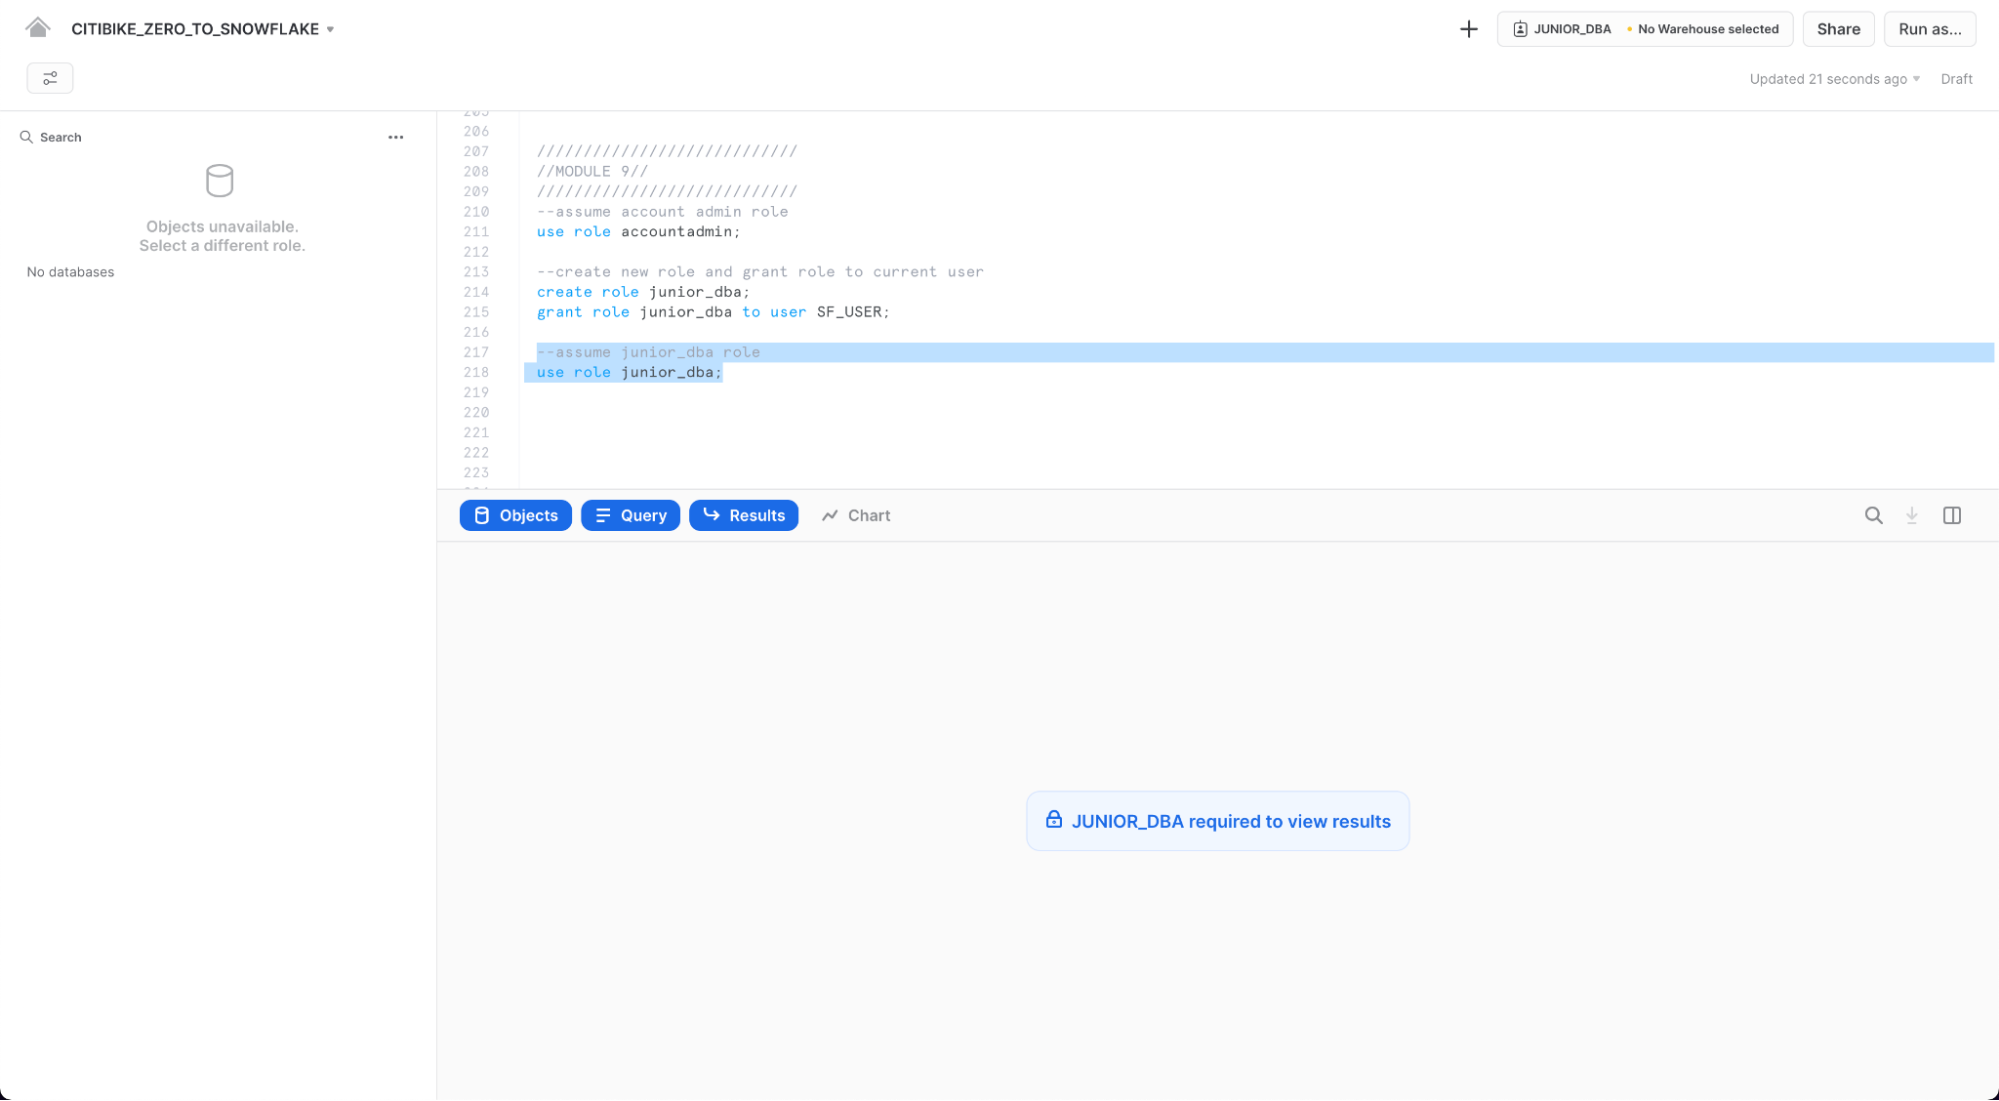 CITIBIKE_ZERO_TO_SNOWFLAKE
JUNIOR_DBA
No Warehouse selected
Share
Run as...
Updated 21 seconds ago
Draft
Search
Objects unavailable.
Select a different role.
No databases
206
207 ////////////////////////////
208 //MODULE 9//
209 ////////////////////////////
210 --assume account admin role
211 use role accountadmin;
212
213 --create new role and grant role to current user
214 create role junior_dba;
215 grant role junior_dba to user SF_USER;
216
217 --assume junior_dba role
218 use role junior_dba;
219
220
221
222
223
Objects
Query
Results
Chart
JUNIOR_DBA required to view results